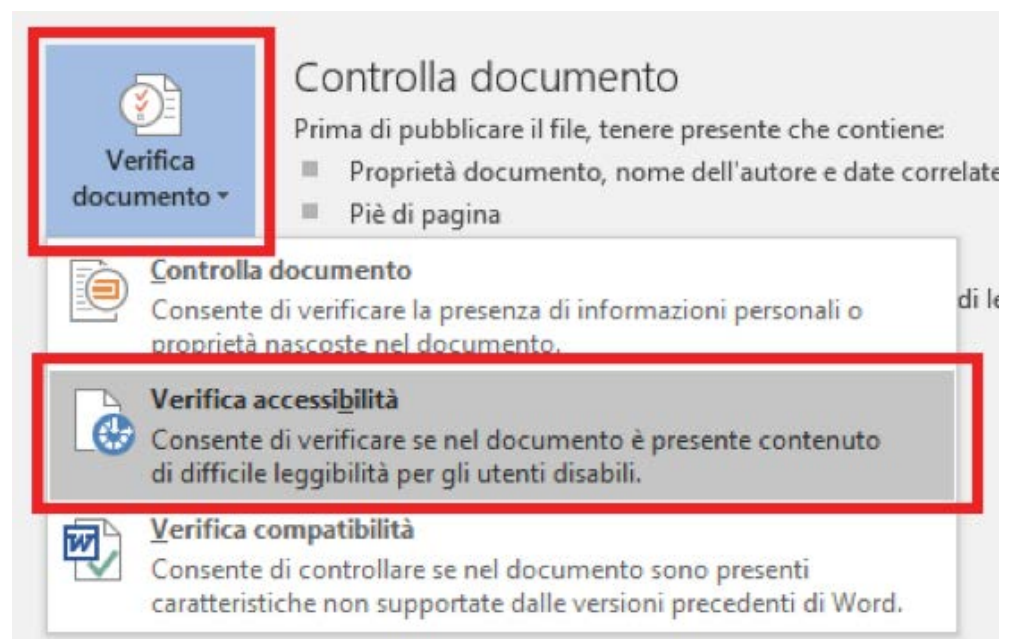 Controlla documento
Prima di pubblicare il file, tenere presente che contiene:
Verifica
documento
Proprietà documento, nome dell'autore e date correlate
Piè di pagina
Controlla documento
Consente di verificare la presenza di informazioni personali o
proprietà nascoste nel documento.
di le
Verifica accessibilità
Consente di verificare se nel documento è presente contenuto
di difficile leggibilità per gli utenti disabili.
Verifica compatibilità
Consente di controllare se nel documento sono presenti
caratteristiche non supportate dalle versioni precedenti di Word.